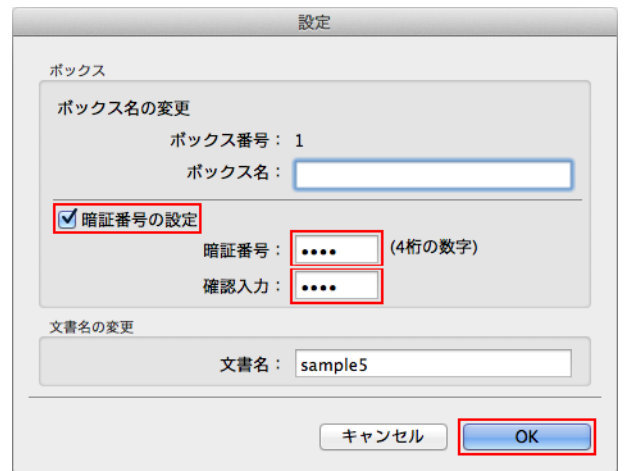 設定
ボックス
ボックス名の変更
ボックス番号： 1
ボックス名：
暗証番号の設定
暗証番号： •••• (4桁の数字)
確認入力： ••••
文書名の変更
文書名： sample5
キャンセル OK